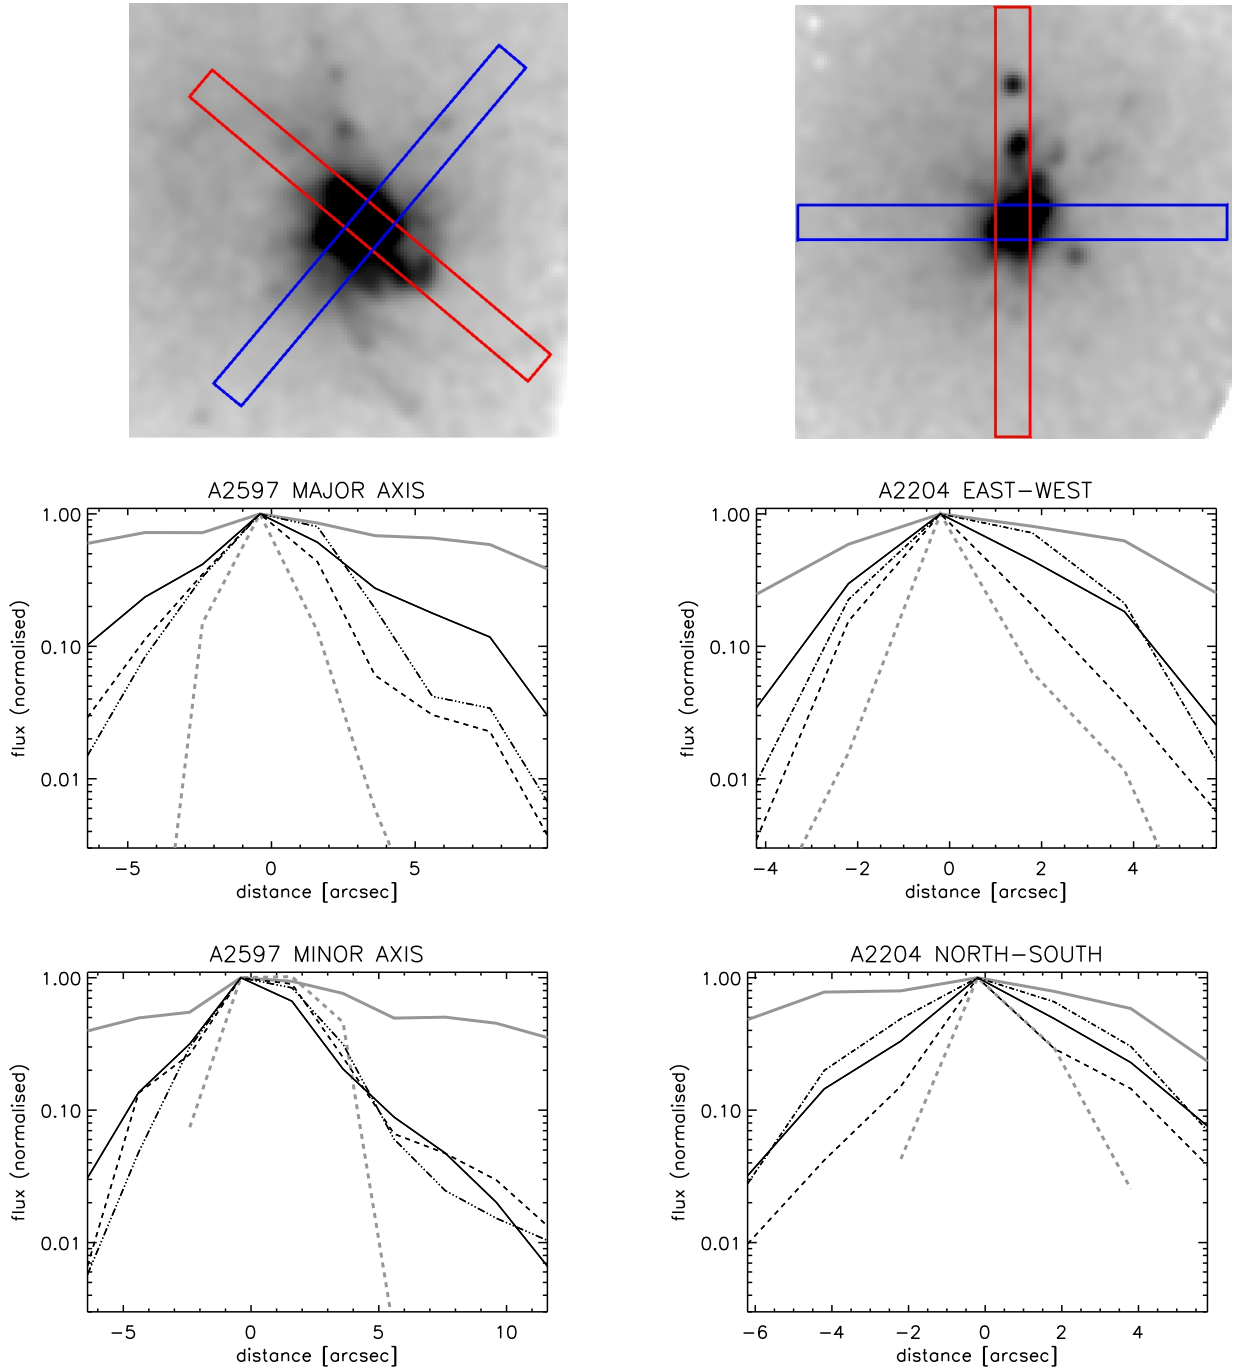 A2597 MAJOR AXIS
1.00
0.10
0.01
flux (normalised)
−5 0 5
distance [arcsec]
A2204 EAST−WEST
1.00
0.10
0.01
flux (normalised)
−4 −2 0 2 4
distance [arcsec]
A2597 MINOR AXIS
1.00
0.10
0.01
flux (normalised)
−5 0 5 10
distance [arcsec]
A2204 NORTH−SOUTH
1.00
0.10
0.01
flux (normalised)
−6 −4 −2 0 2 4
distance [arcsec]